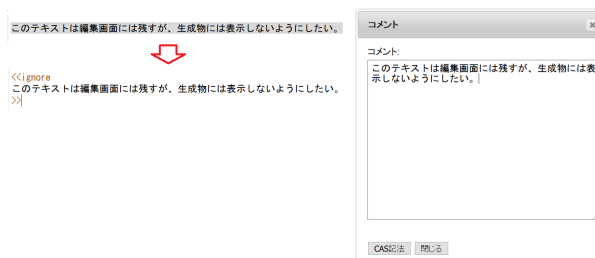 このテキストは編集画面には残すが、生成物には表示しないようにしたい。
<<ignore
このテキストは編集画面には残すが、生成物には表示しないようにしたい。
>>
コメント
コメント:
このテキストは編集画面には残すが、生成物には表
示しないようにしたい。
CAS記法 閉じる